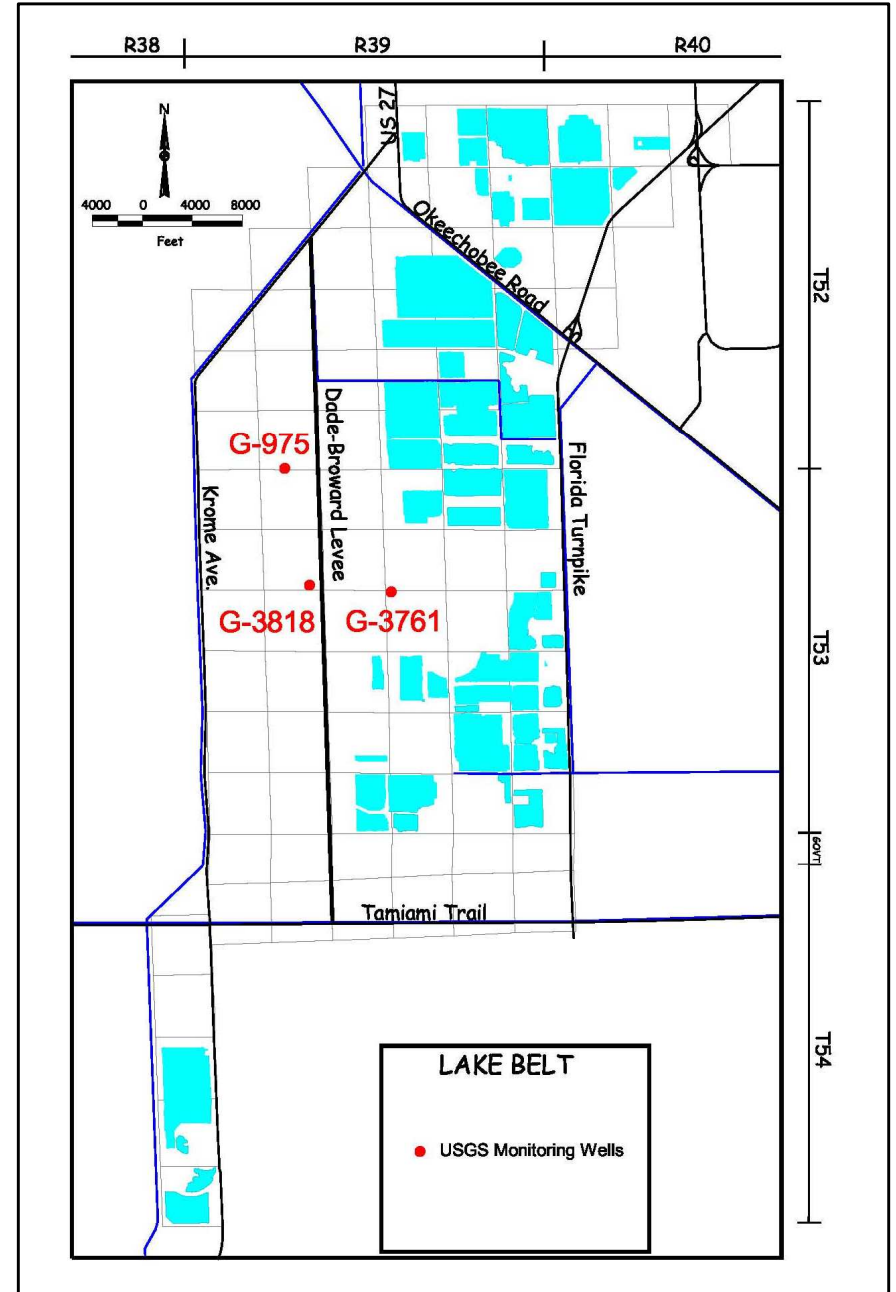 R38
R39
R40
N
US 27
4000 0 4000 8000
Feet
Okeechobee Road
T52
Dade-Broward Levee
G-975
Florida Turnpike
Krome Ave.
G-3818
G-3761
T53
GOVT
Tamiami Trail
T54
LAKE BELT
USGS Monitoring Wells